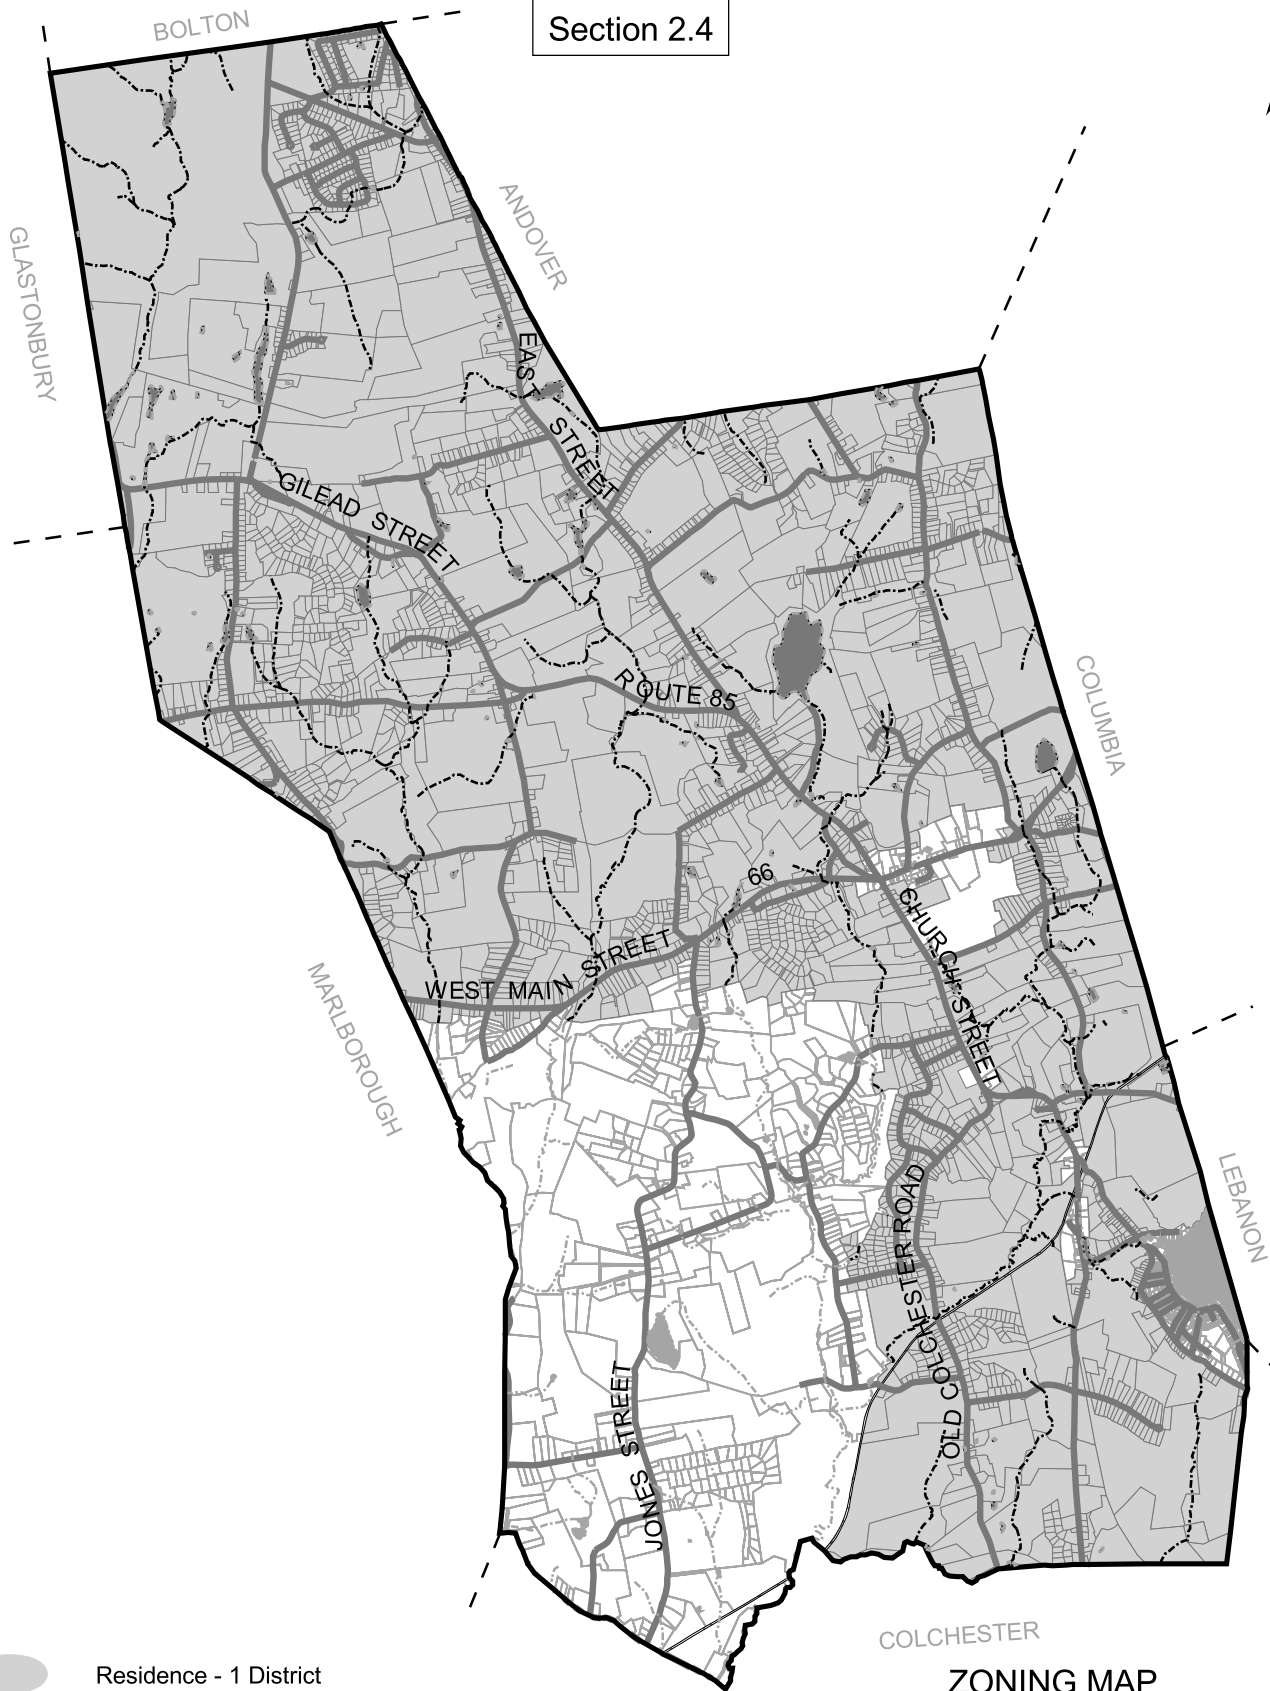 BOLTON
Section 2.4
ANDOVER
GLASTONBURY
EAST STREET
GILEAD STREET
ROUTE 85
COLUMBIA
66
CHURCH STREET
WEST MAIN STREET
MARLBOROUGH
LEBANON
OLD COLCHESTER ROAD
JONES STREET
COLCHESTER
Residence - 1 District
ZONING MAP